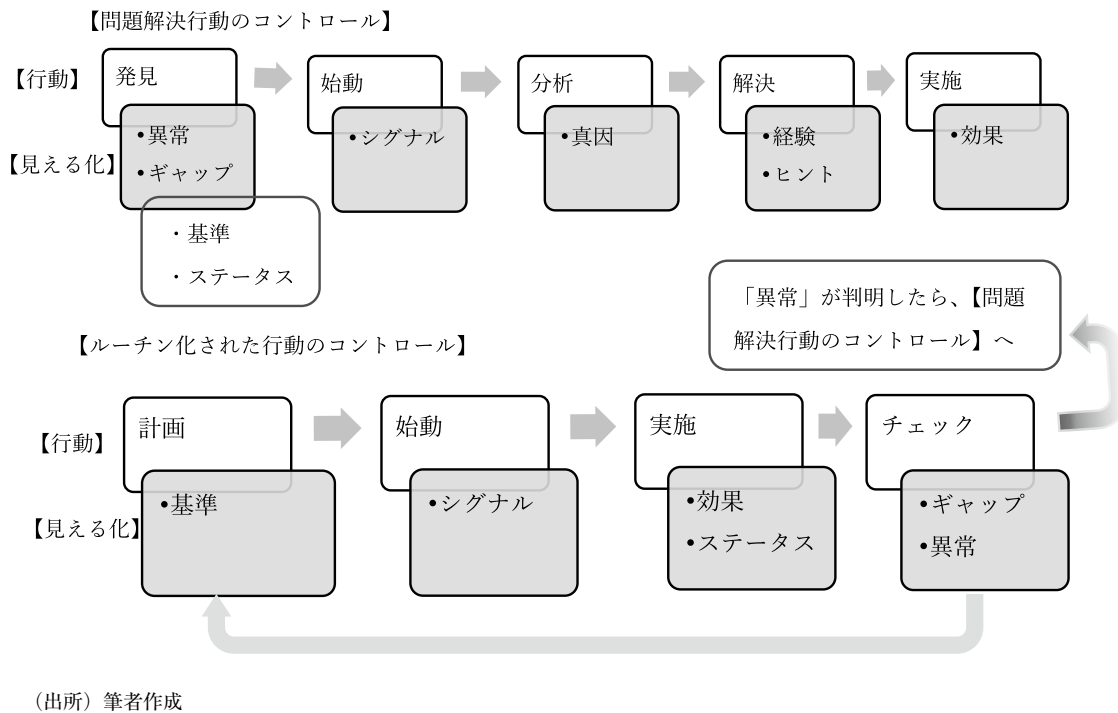 【問題解決行動のコントロール】
【行動】
発見
始動
分析
解決
実施
【見える化】
•異常
•ギャップ
•シグナル
•真因
•経験
•ヒント
•効果
・基準
・ステータス
「異常」が判明したら、【問題
解決行動のコントロール】へ
【ルーチン化された行動のコントロール】
【行動】
計画
始動
実施
チェック
【見える化】
•基準
•シグナル
•効果
•ステータス
•ギャップ
•異常
（出所）筆者作成